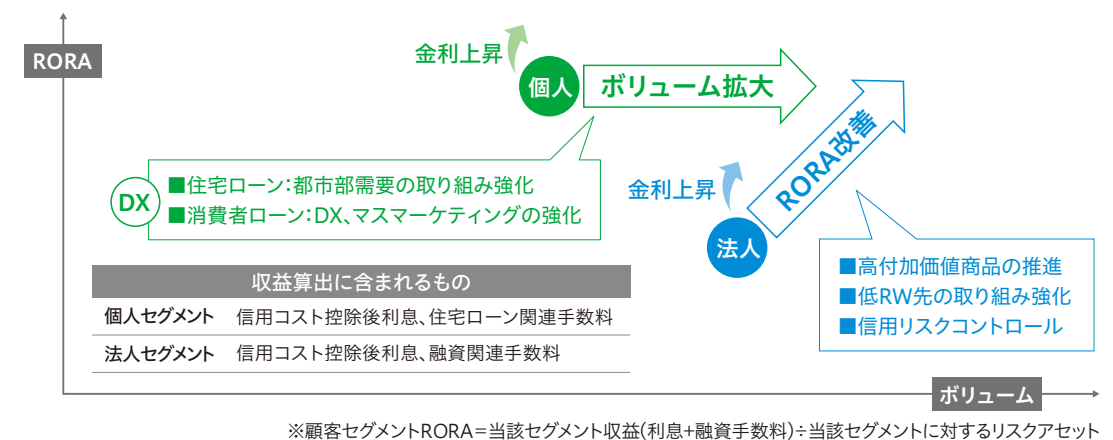 RORA
金利上昇
個人
ボリューム拡大
DX
■住宅ローン：都市部需要の取り組み強化
■消費者ローン：DX、マスマーケティングの強化
金利上昇
法人
RORA改善
■高付加価値商品の推進
■低RW先の取り組み強化
■信用リスクコントロール
収益算出に含まれるもの
個人セグメント 信用コスト控除後利息、住宅ローン関連手数料
法人セグメント 信用コスト控除後利息、融資関連手数料
ボリューム
※顧客セグメントRORA＝当該セグメント収益(利息+融資手数料)÷当該セグメントに対するリスクアセット